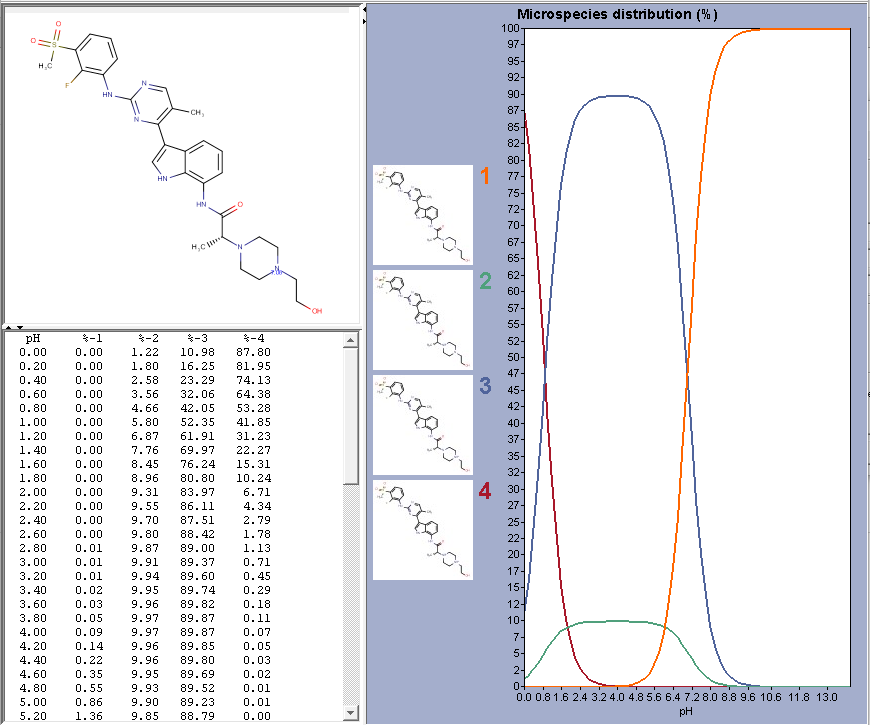 Microspecies distribution (%)
O
O
S
H₃C
F
HN
N
N
CH₃
HN
HN
O
H₃C
N
N
OH
pH %-1 %-2 %-3 %-4
0.00 0.00 1.22 10.98 87.80
0.20 0.00 1.80 16.25 81.95
0.40 0.00 2.58 23.29 74.13
0.60 0.00 3.56 32.06 64.38
0.80 0.00 4.66 42.05 53.28
1.00 0.00 5.80 52.35 41.85
1.20 0.00 6.87 61.91 31.23
1.40 0.00 7.76 69.97 22.27
1.60 0.00 8.45 76.24 15.31
1.80 0.00 8.96 80.80 10.24
2.00 0.00 9.31 83.97 6.71
2.20 0.00 9.55 86.11 4.34
2.40 0.00 9.70 87.51 2.79
2.60 0.00 9.80 88.42 1.78
2.80 0.01 9.87 89.00 1.13
3.00 0.01 9.91 89.37 0.71
3.20 0.01 9.94 89.60 0.45
3.40 0.02 9.95 89.74 0.29
3.60 0.03 9.96 89.82 0.18
3.80 0.05 9.97 89.87 0.11
4.00 0.09 9.97 89.87 0.07
4.20 0.14 9.96 89.85 0.05
4.40 0.22 9.96 89.80 0.03
4.60 0.35 9.95 89.69 0.02
4.80 0.55 9.93 89.52 0.01
5.00 0.86 9.90 89.23 0.01
5.20 1.36 9.85 88.79 0.00
1
2
3
4
100
97
95
92
90
87
85
82
80
77
75
72
70
67
65
62
60
57
55
52
50
47
45
42
40
37
35
32
30
27
25
22
20
17
15
12
10
7
5
2
0
0.0 0.8 1.6 2.4 3.2 4.0 4.8 5.6 6.4 7.2 8.0 8.8 9.6 10.4 11.2 12.0 13.0
pH